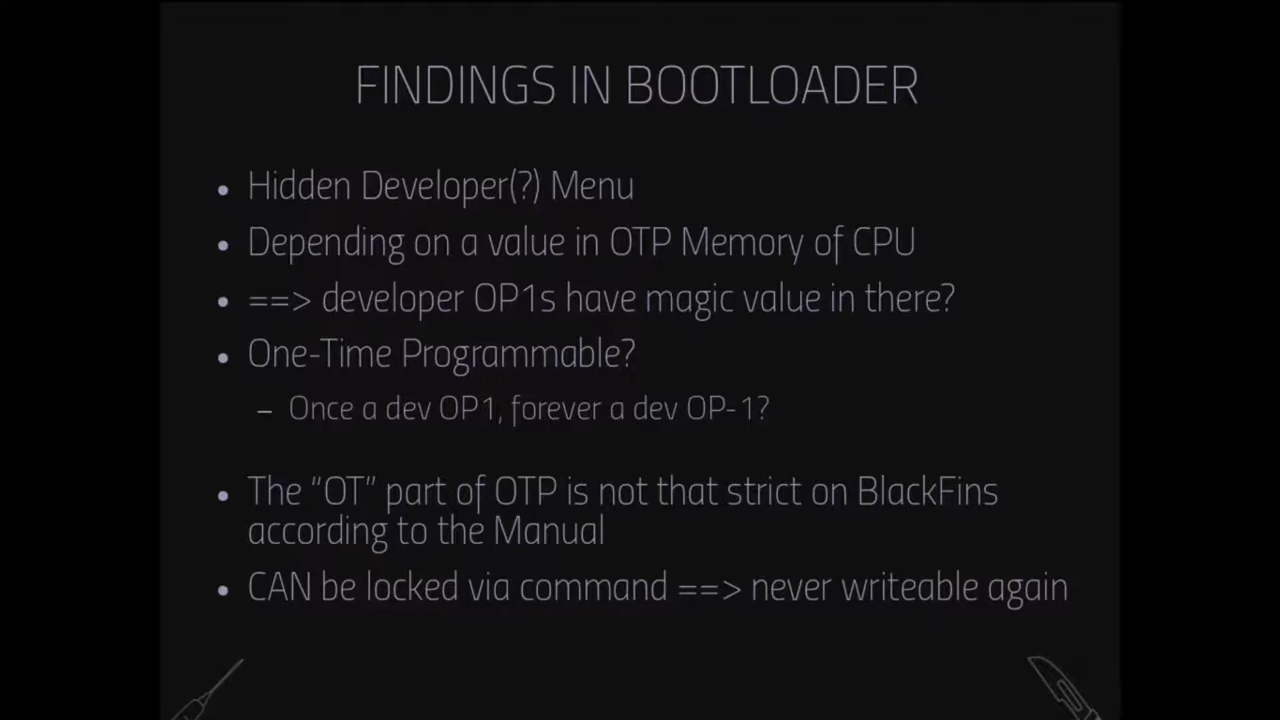 FINDINGS IN BOOTLOADER
• Hidden Developer(?) Menu
• Depending on a value in OTP Memory of CPU
• ==> developer OP1s have magic value in there?
• One-Time Programmable?
– Once a dev OP1, forever a dev OP-1?
• The “OT” part of OTP is not that strict on BlackFins
according to the Manual
• CAN be locked via command ==> never writeable again